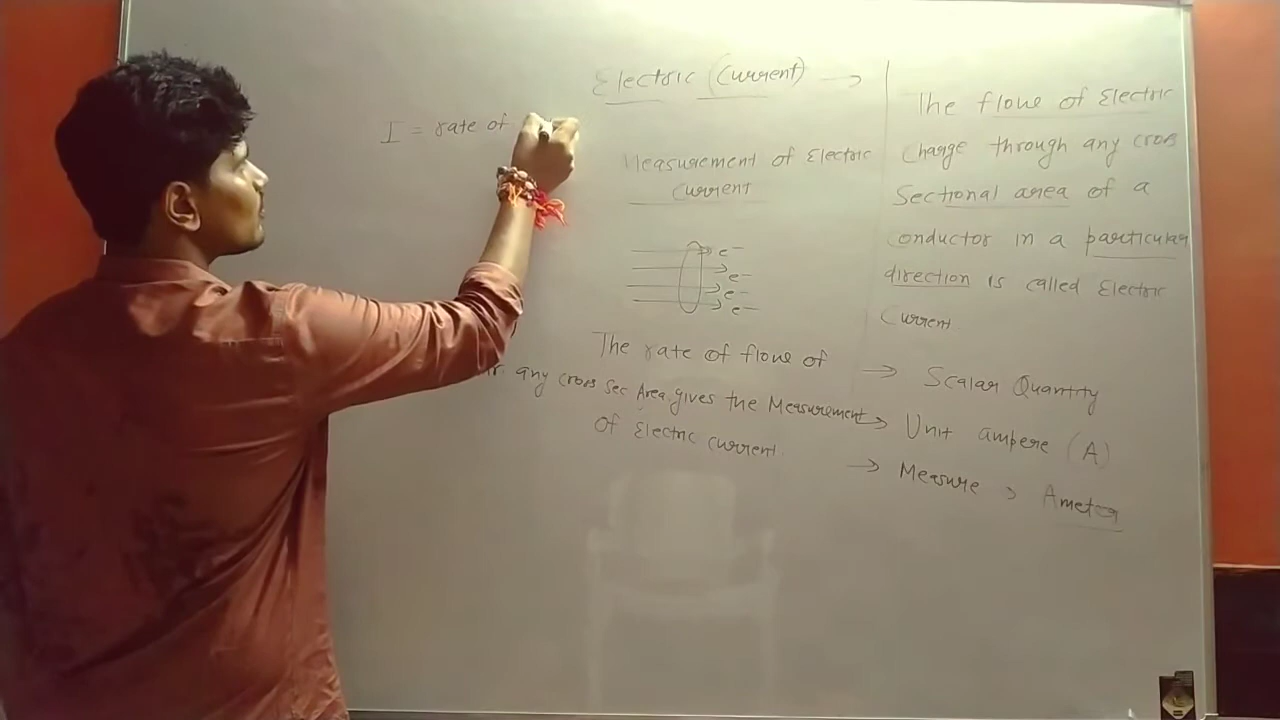 Electric (Current) →
I = rate of
Measurement of Electric
Current
e⁻
e⁻
e⁻
e⁻
The rate of flowe of
any cross sec Area. gives the Measurement
of Electric current.
The flowe of Electric
charge through any cross
Sectional area of a
conductor in a particular
direction is called Electric
Current.
→ Scalar Quantity
→ Unit ampere (A)
→ Measure > Ameter